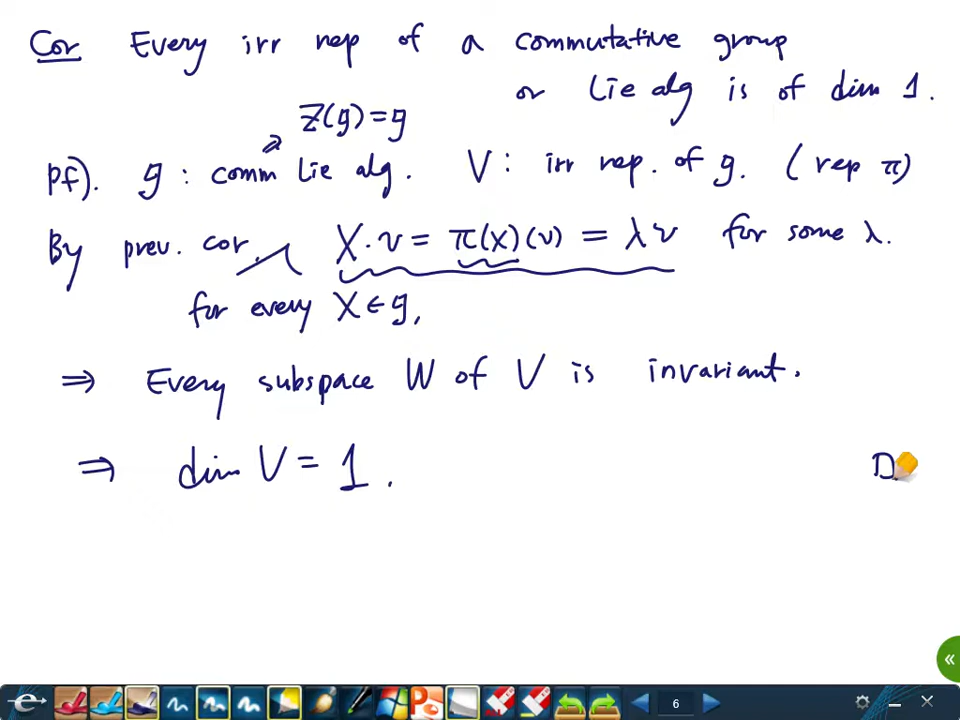 Cor Every irr rep of a commutative group
or Lie alg is of dim 1.
Z(g)=g
pf). g : comm Lie alg. V : irr rep. of g. (rep π)
By prev. cor. X·v = π(X)(v) = λv for some λ.
for every X∈g,
⇒ Every subspace W of V is invariant.
⇒ dim V = 1.
6